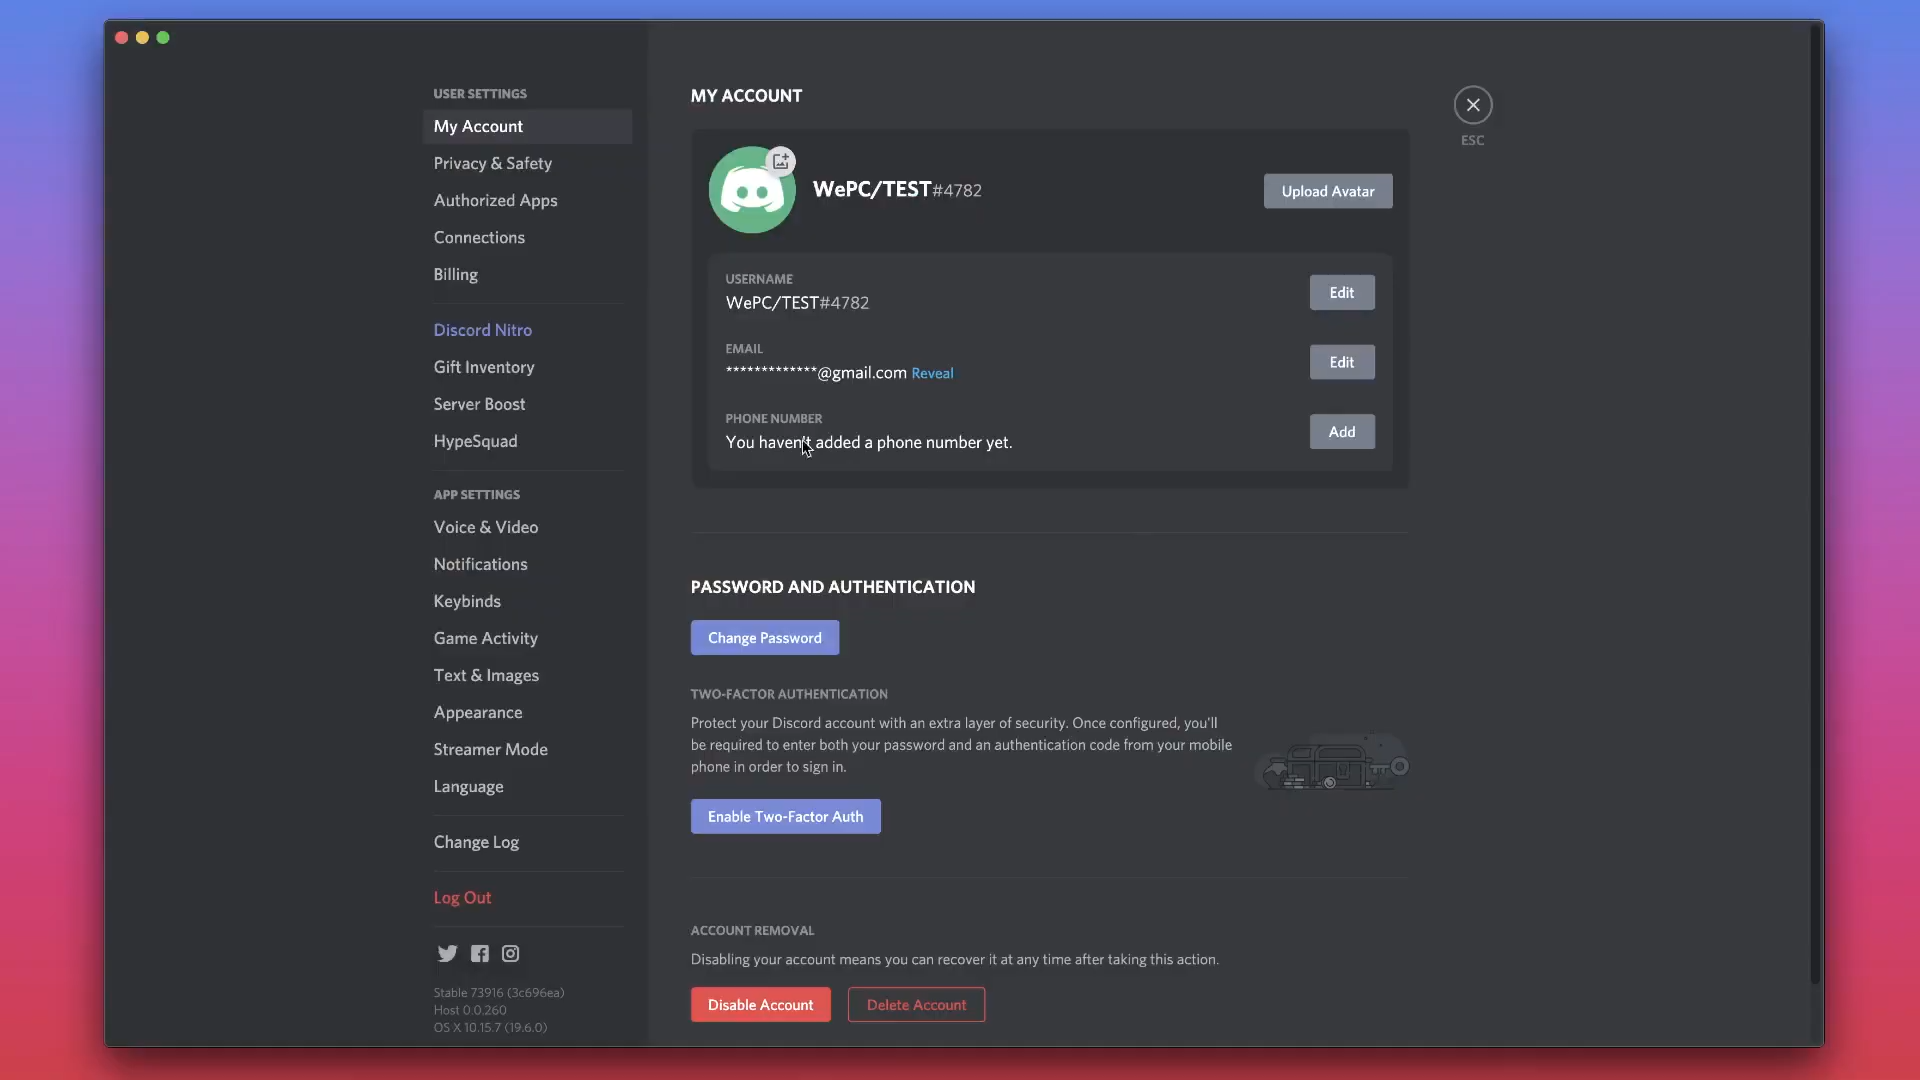 USER SETTINGS
My Account
Privacy & Safety
Authorized Apps
Connections
Billing
Discord Nitro
Gift Inventory
Server Boost
HypeSquad
APP SETTINGS
Voice & Video
Notifications
Keybinds
Game Activity
Text & Images
Appearance
Streamer Mode
Language
Change Log
Log Out
Stable 73916 (3c696ea)
Host 0.0.260
OS X 10.15.7 (19.6.0)
MY ACCOUNT
WePC/TEST#4782
Upload Avatar
USERNAME
WePC/TEST#4782
Edit
EMAIL
*************@gmail.com Reveal
Edit
PHONE NUMBER
You haven't added a phone number yet.
Add
PASSWORD AND AUTHENTICATION
Change Password
TWO-FACTOR AUTHENTICATION
Protect your Discord account with an extra layer of security. Once configured, you'll
be required to enter both your password and an authentication code from your mobile
phone in order to sign in.
Enable Two-Factor Auth
ACCOUNT REMOVAL
Disabling your account means you can recover it at any time after taking this action.
Disable Account
Delete Account
ESC